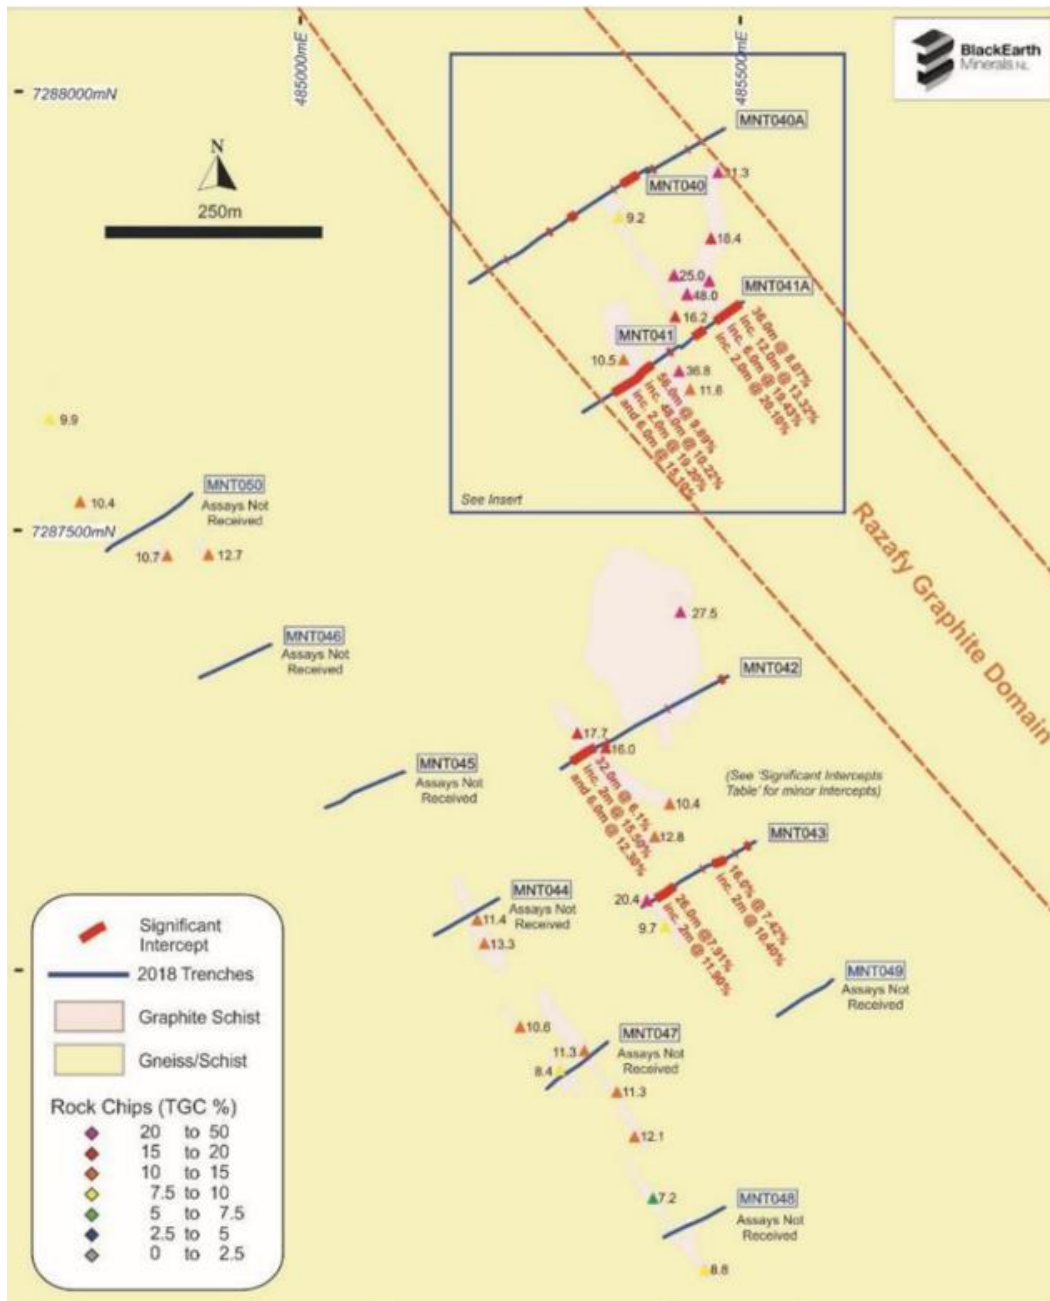 BlackEarth
Minerals NL
485000mE
485500mE
7288000mN
N
250m
MNT040A
MNT040
9.2
18.4
25.0
48.0
MNT041A
16.2
MNT041
10.5
36.8
11.6
36.0m @ 8.07%
inc. 12.0m @ 13.32%
inc. 6.0m @ 19.43%
inc. 2.0m @ 20.10%
56.0m @ 9.69%
inc. 48.0m @ 10.22%
inc. 2.0m @ 19.20%
and 6.0m @ 15.10%
See Insert
9.9
10.4
MNT050
Assays Not
Received
7287500mN
10.7
12.7
Razafy Graphite Domain
27.5
MNT046
Assays Not
Received
MNT042
17.7
16.0
32.0m @ 6.1%
inc. 2m @ 15.50%
and 6.0m @ 12.30%
MNT045
Assays Not
Received
(See 'Significant Intercepts
Table' for minor Intercepts)
10.4
12.8
MNT043
16.0% @ 7.42%
inc. 2m @ 10.40%
20.4
9.7
26.0m @7.91%
inc. 2m @ 11.90%
MNT044
Assays Not
Received
11.4
13.3
MNT049
Assays Not
Received
10.6
MNT047
Assays Not
Received
11.3
8.4
11.3
12.1
7.2
MNT048
Assays Not
Received
8.8
Significant
Intercept
2018 Trenches
Graphite Schist
Gneiss/Schist
Rock Chips (TGC %)
20 to 50
15 to 20
10 to 15
7.5 to 10
5 to 7.5
2.5 to 5
0 to 2.5